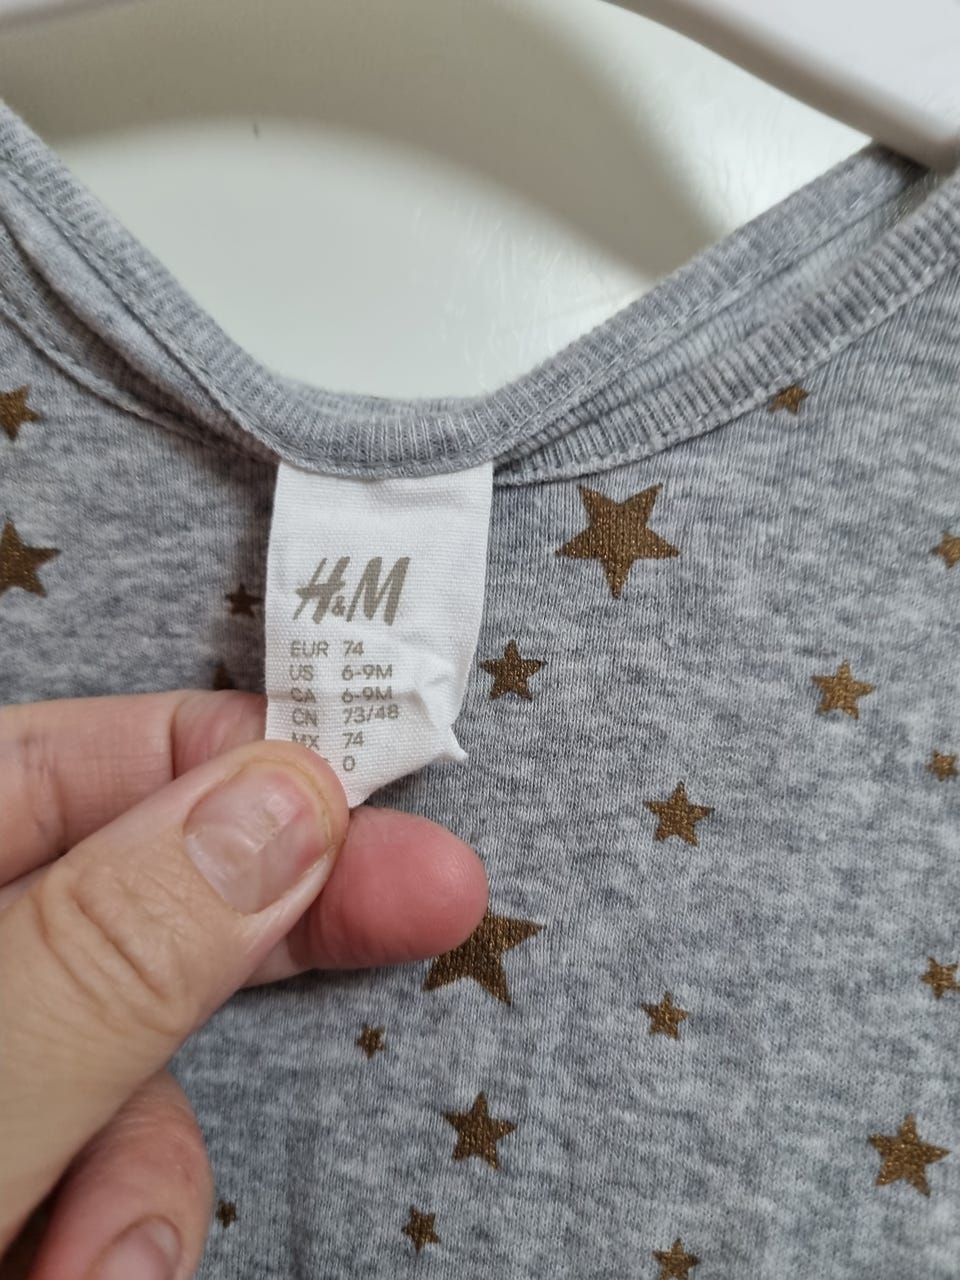 H&M
EUR 74
US 6-9M
CA 6-9M
CN 73/48
MX 74
0